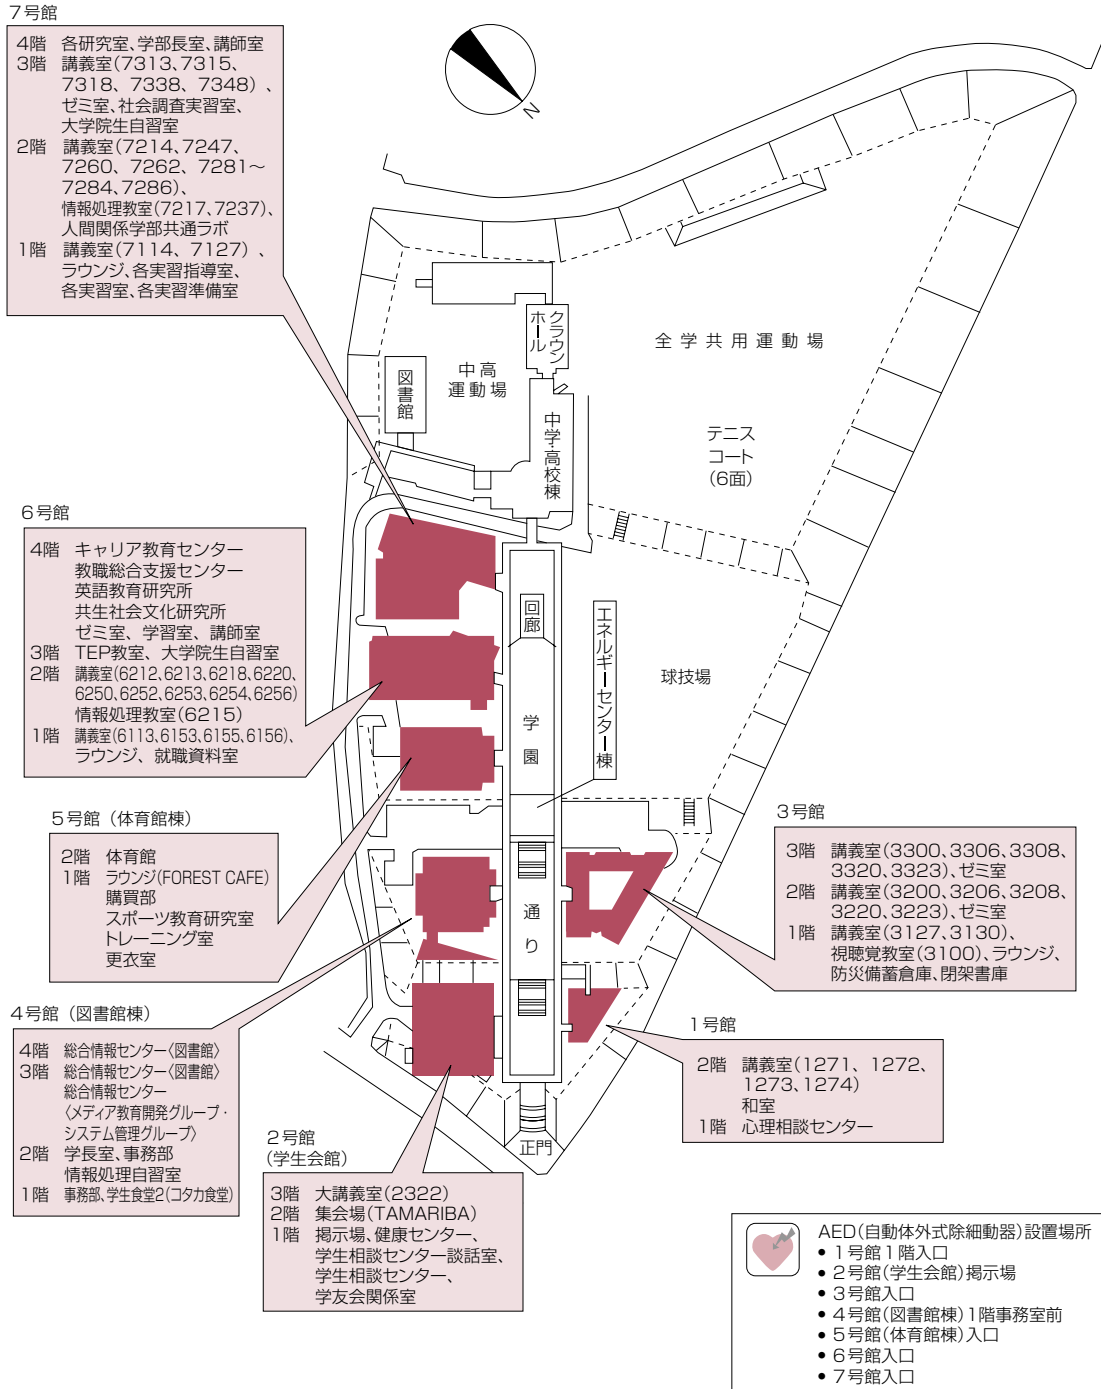 7号館
4階 各研究室、学部長室、講師室
3階 講義室(7313、7315、
7318、7338、7348)、
ゼミ室、社会調査実習室、
大学院生自習室
2階 講義室(7214、7247、
7260、7262、7281〜
7284、7286)、
情報処理教室(7217、7237)、
人間関係学部共通ラボ
1階 講義室(7114、7127)、
ラウンジ、各実習指導室、
各実習室、各実習準備室
N
クラウン
ホール
全学共用運動場
中高
運動場
図書館
中学・高校棟
テニス
コート
(6面)
6号館
4階 キャリア教育センター
教職総合支援センター
英語教育研究所
共生社会文化研究所
ゼミ室、学習室、講師室
3階 TEP教室、大学院生自習室
2階 講義室(6212、6213、6218、6220、
6250、6252、6253、6254、6256)
情報処理教室(6215)
1階 講義室(6113、6153、6155、6156)、
ラウンジ、就職資料室
回廊
エネルギーセンター棟
球技場
学園
通り
5号館(体育館棟)
2階 体育館
1階 ラウンジ(FOREST CAFE)
購買部
スポーツ教育研究室
トレーニング室
更衣室
3号館
3階 講義室(3300、3306、3308、
3320、3323)、ゼミ室
2階 講義室(3200、3206、3208、
3220、3223)、ゼミ室
1階 講義室(3127、3130)、
視聴覚教室(3100)、ラウンジ、
防災備蓄倉庫、閉架書庫
4号館(図書館棟)
4階 総合情報センター〈図書館〉
3階 総合情報センター〈図書館〉
総合情報センター
〈メディア教育開発グループ・
システム管理グループ〉
2階 学長室、事務部
情報処理自習室
1階 事務部、学生食堂2(コタカ食堂)
1号館
2階 講義室(1271、1272、
1273、1274)
和室
1階 心理相談センター
正門
2号館
(学生会館)
3階 大講義室(2322)
2階 集会場(TAMARIBA)
1階 掲示場、健康センター、
学生相談センター談話室、
学生相談センター、
学友会関係室
AED(自動体外式除細動器)設置場所
• 1号館1階入口
• 2号館(学生会館)掲示場
• 3号館入口
• 4号館(図書館棟)1階事務室前
• 5号館(体育館棟)入口
• 6号館入口
• 7号館入口